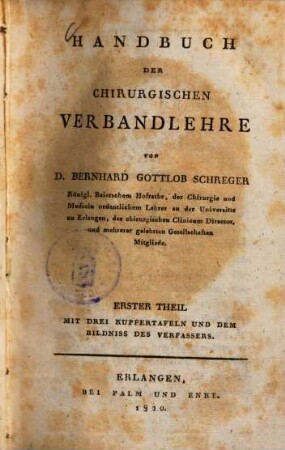 HANDBUCH
DER
CHIRURGISCHEN
VERBANDLEHRE
VON
D. BERNHARD GOTTLOB SCHREGER
Königl. Baierschem Hofrathe, der Chirurgie und
Medicin ordentlichem Lehrer an der Universität
zu Erlangen, des chirurgischen Clinicum Director,
und mehrerer gelehrten Gesellschaften
Mitgliede.
ERSTER THEIL
MIT DREI KUPFERTAFELN UND DEM
BILDNISS DES VERFASSERS.
ERLANGEN,
BEI PALM UND ENKE.
1820.